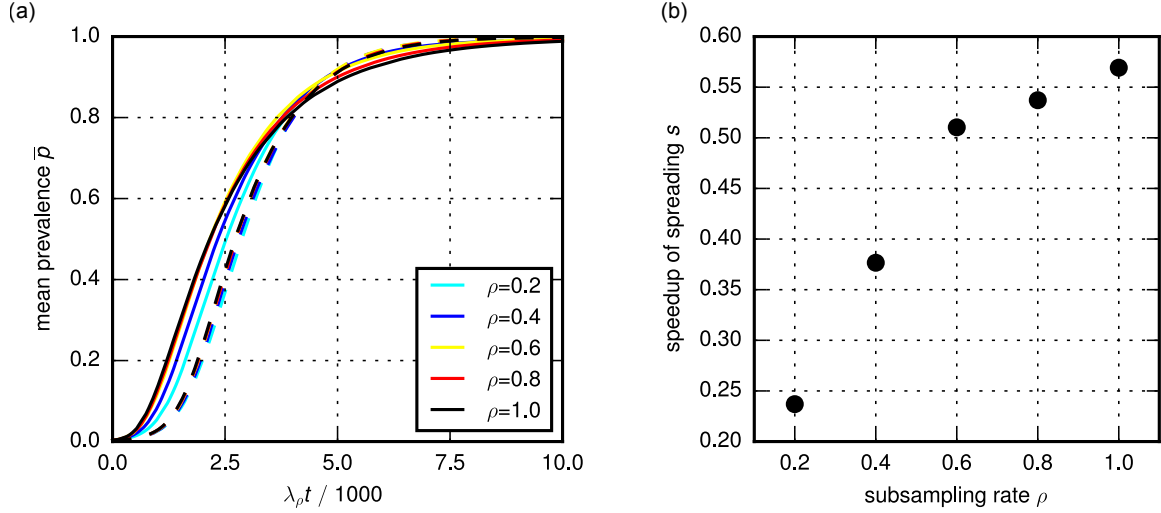 (a)
1.0
0.8
0.6
0.4
0.2
0.0
mean prevalence p̅
0.0 2.5 5.0 7.5 10.0
λρt / 1000
ρ=0.2
ρ=0.4
ρ=0.6
ρ=0.8
ρ=1.0
(b)
0.60
0.55
0.50
0.45
0.40
0.35
0.30
0.25
0.20
speedup of spreading s
0.2 0.4 0.6 0.8 1.0
subsampling rate ρ